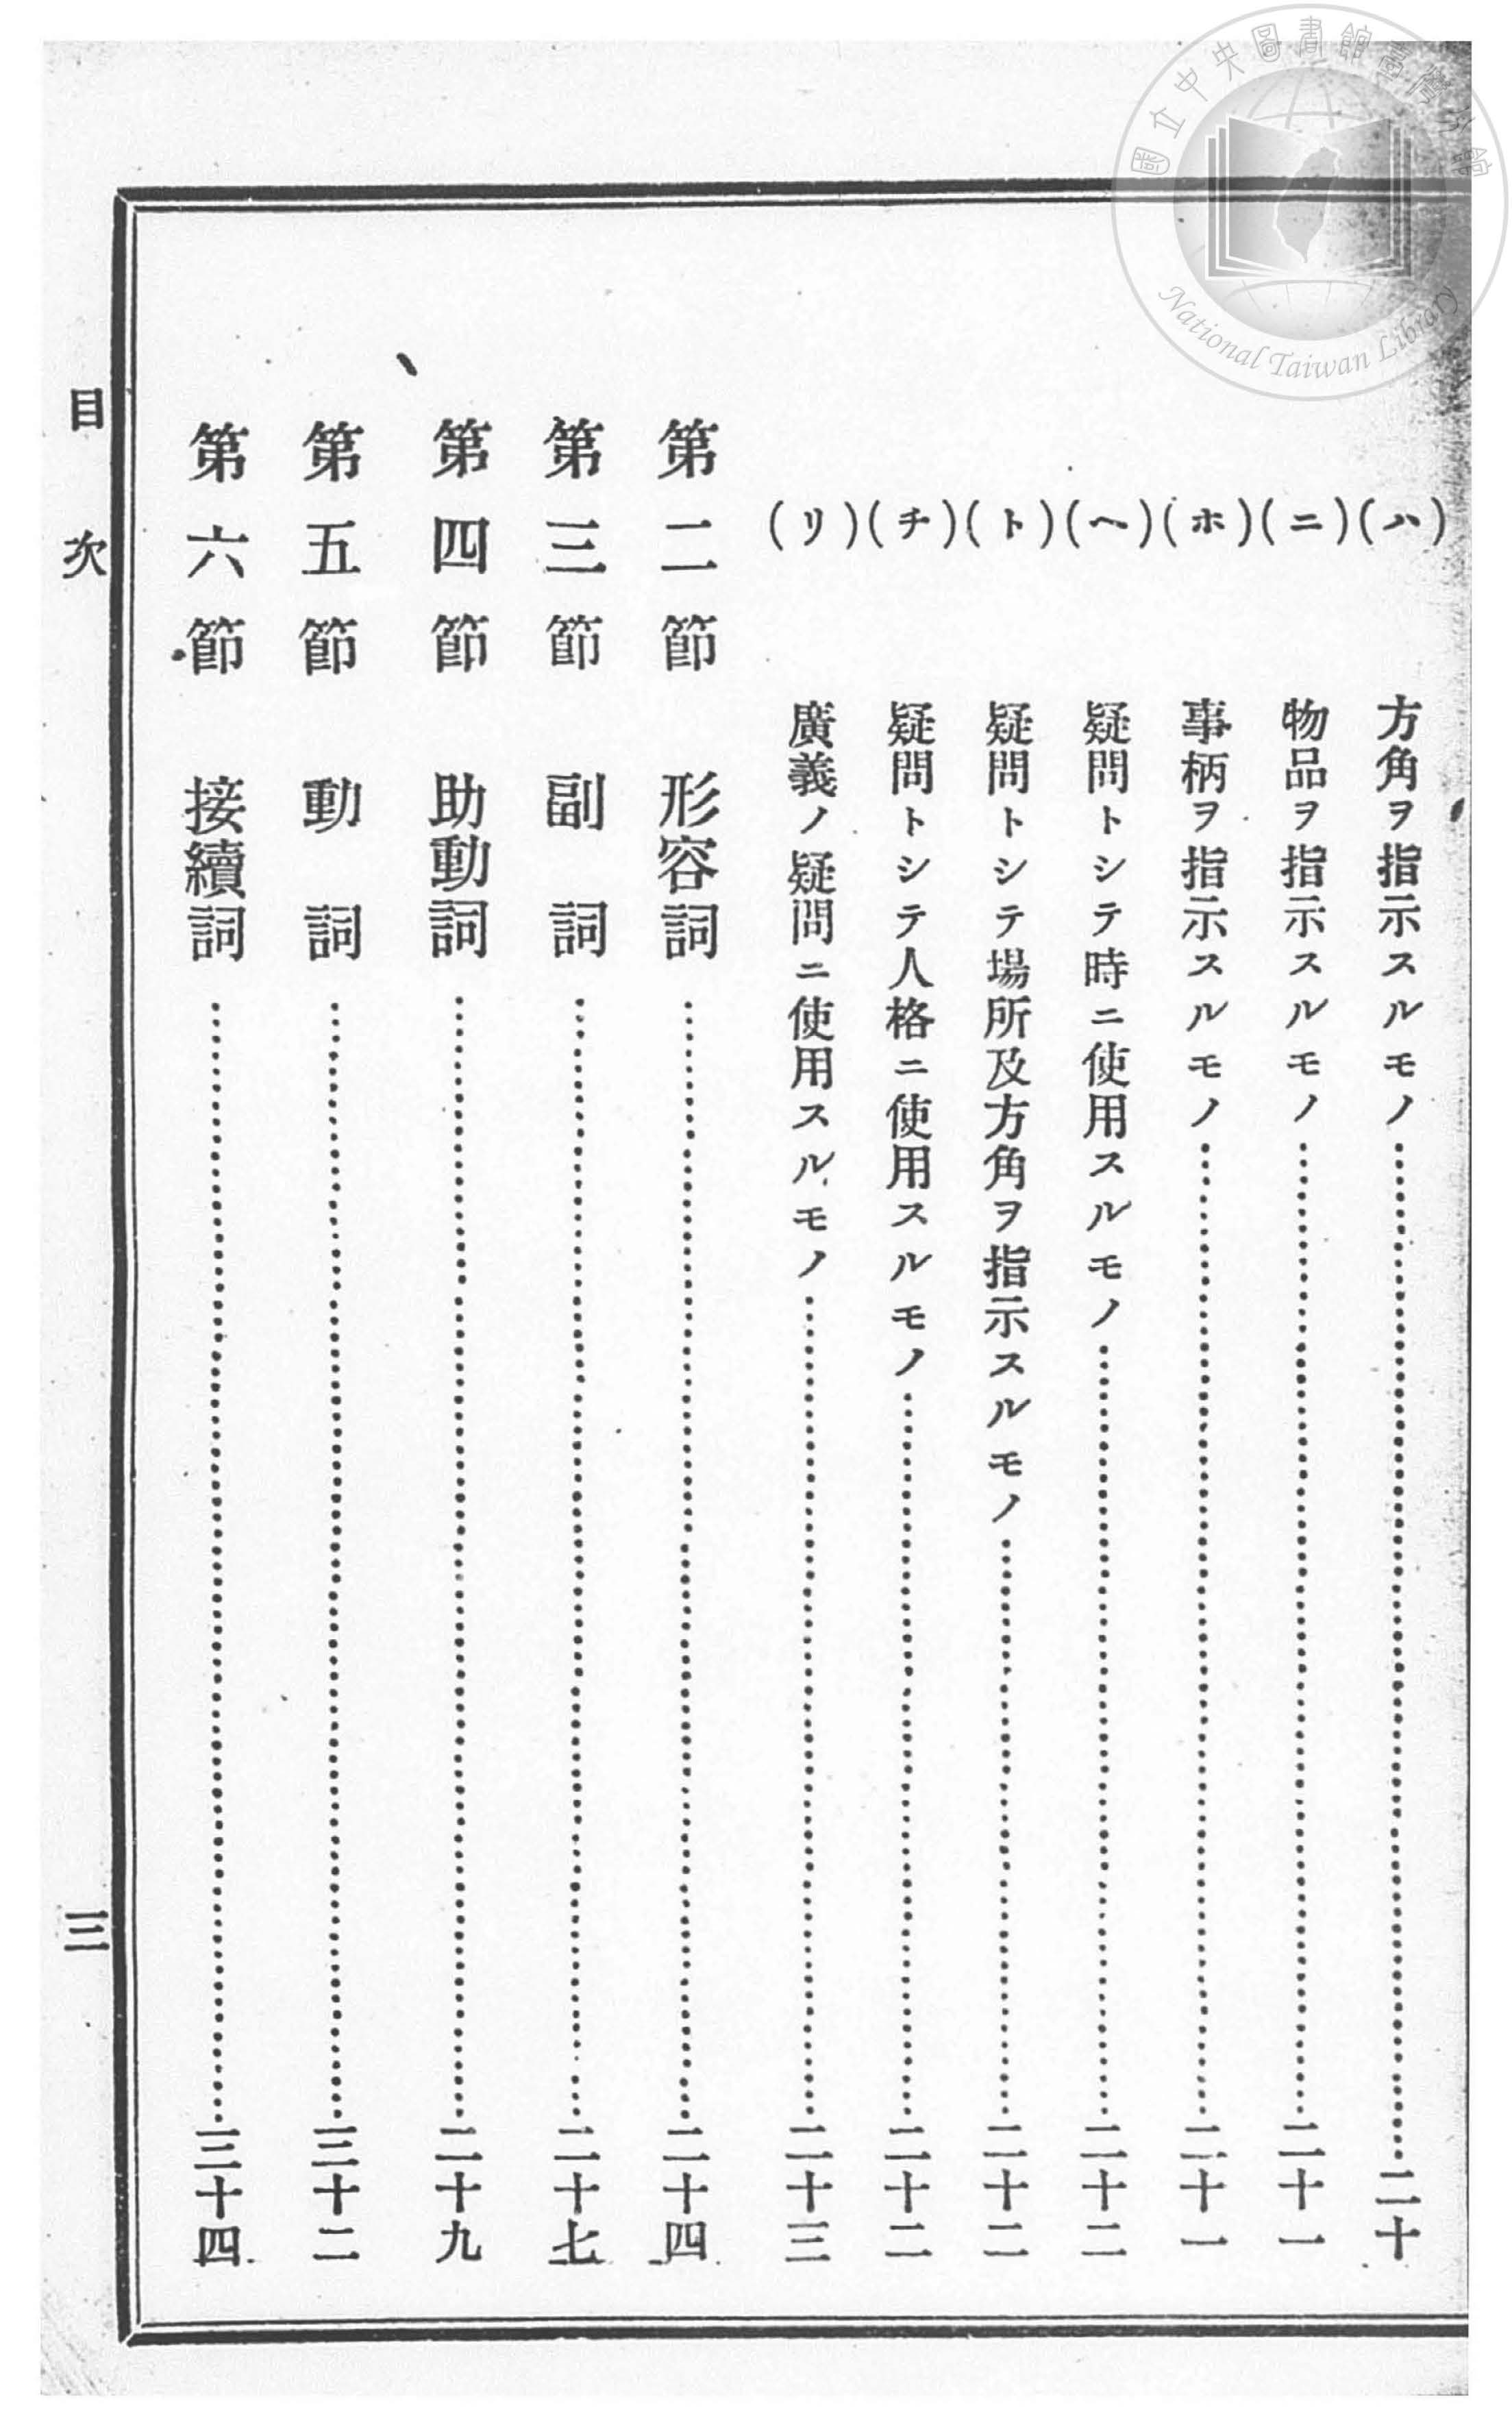 (ハ) 方角ヲ指示スルモノ……二十
(ニ) 物品ヲ指示スルモノ……二十一
(ホ) 事柄ヲ指示スルモノ……二十一
(ヘ) 疑問トシテ時ニ使用スルモノ……二十二
(ト) 疑問トシテ場所及方角ヲ指示スルモノ……二十二
(チ) 疑問トシテ人格ニ使用スルモノ……二十二
(リ) 廣義ノ疑問ニ使用スルモノ……二十三
第二節 形容詞……二十四
第三節 副詞……二十七
第四節 助動詞……二十九
第五節 動詞……三十二
第六節 接續詞……三十四
目次 三
國立中央圖書館臺灣分館
National Taiwan Library